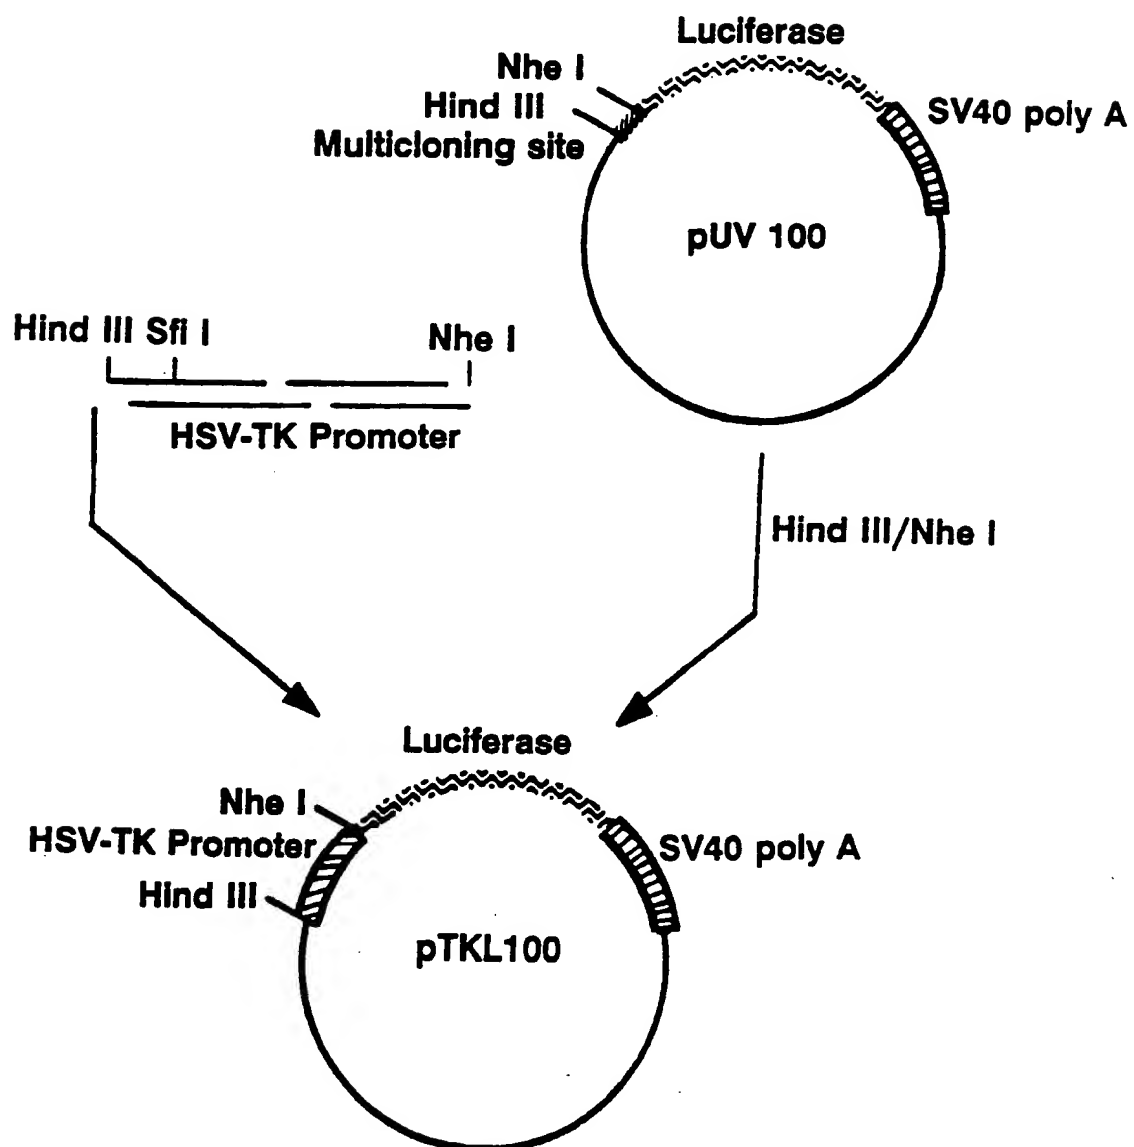 Luciferase
Nhe I
Hind III
Multicloning site
SV40 poly A
pUV 100
Hind III Sfi I
Nhe I
HSV-TK Promoter
Hind III/Nhe I
Luciferase
Nhe I
HSV-TK Promoter
Hind III
SV40 poly A
pTKL100